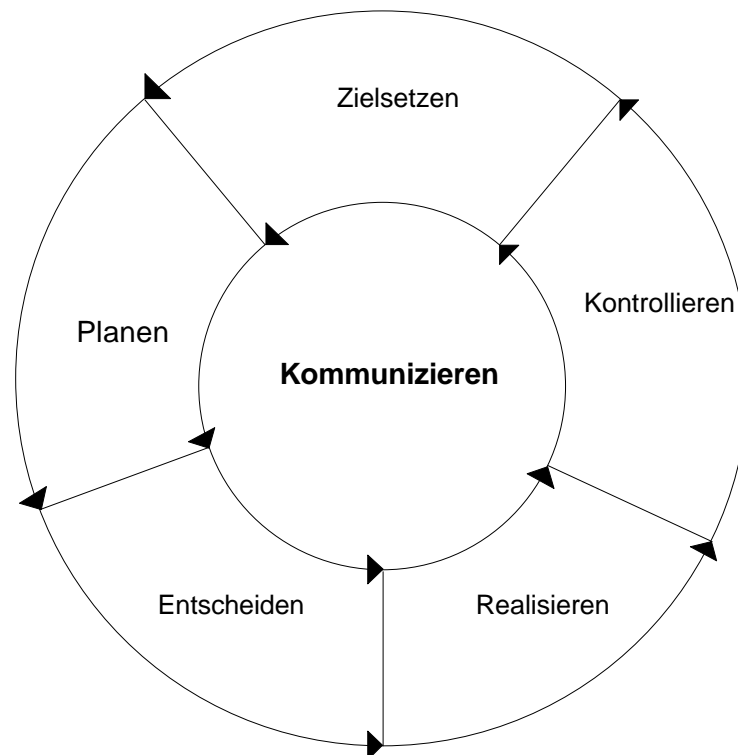 Zielsetzen
Kontrollieren
Planen
Kommunizieren
Entscheiden
Realisieren